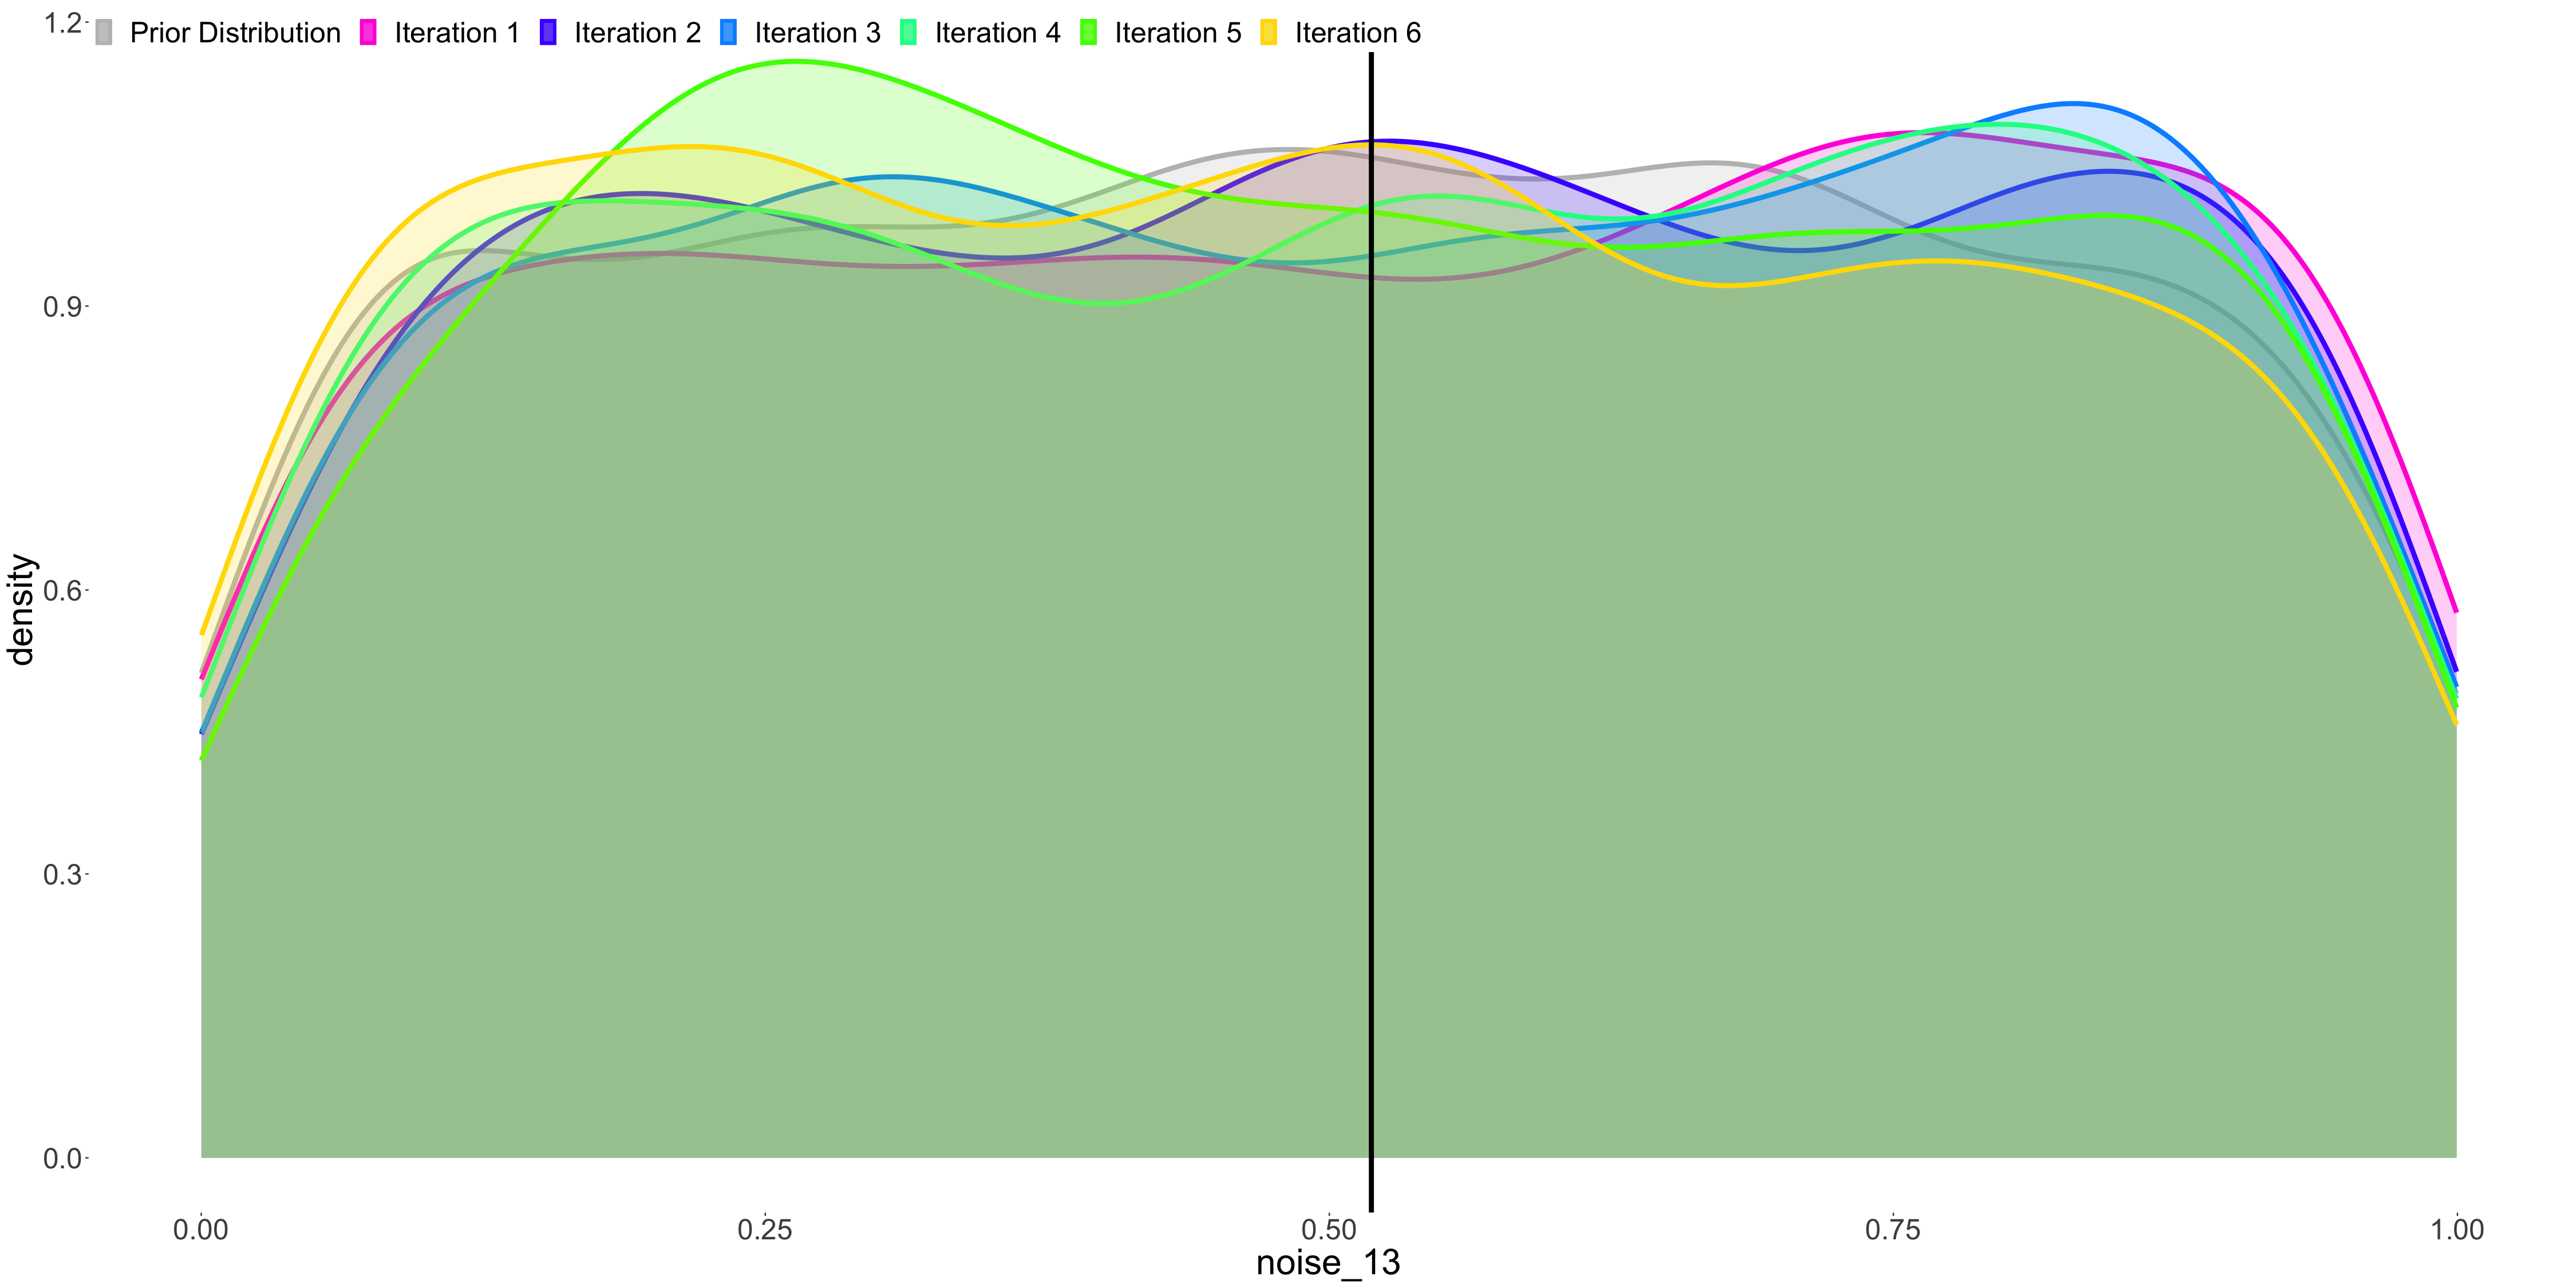 Prior Distribution Iteration 1 Iteration 2 Iteration 3 Iteration 4 Iteration 5 Iteration 6
1.2
0.9
0.6
0.3
0.0
density
0.00 0.25 0.50 0.75 1.00
noise_13